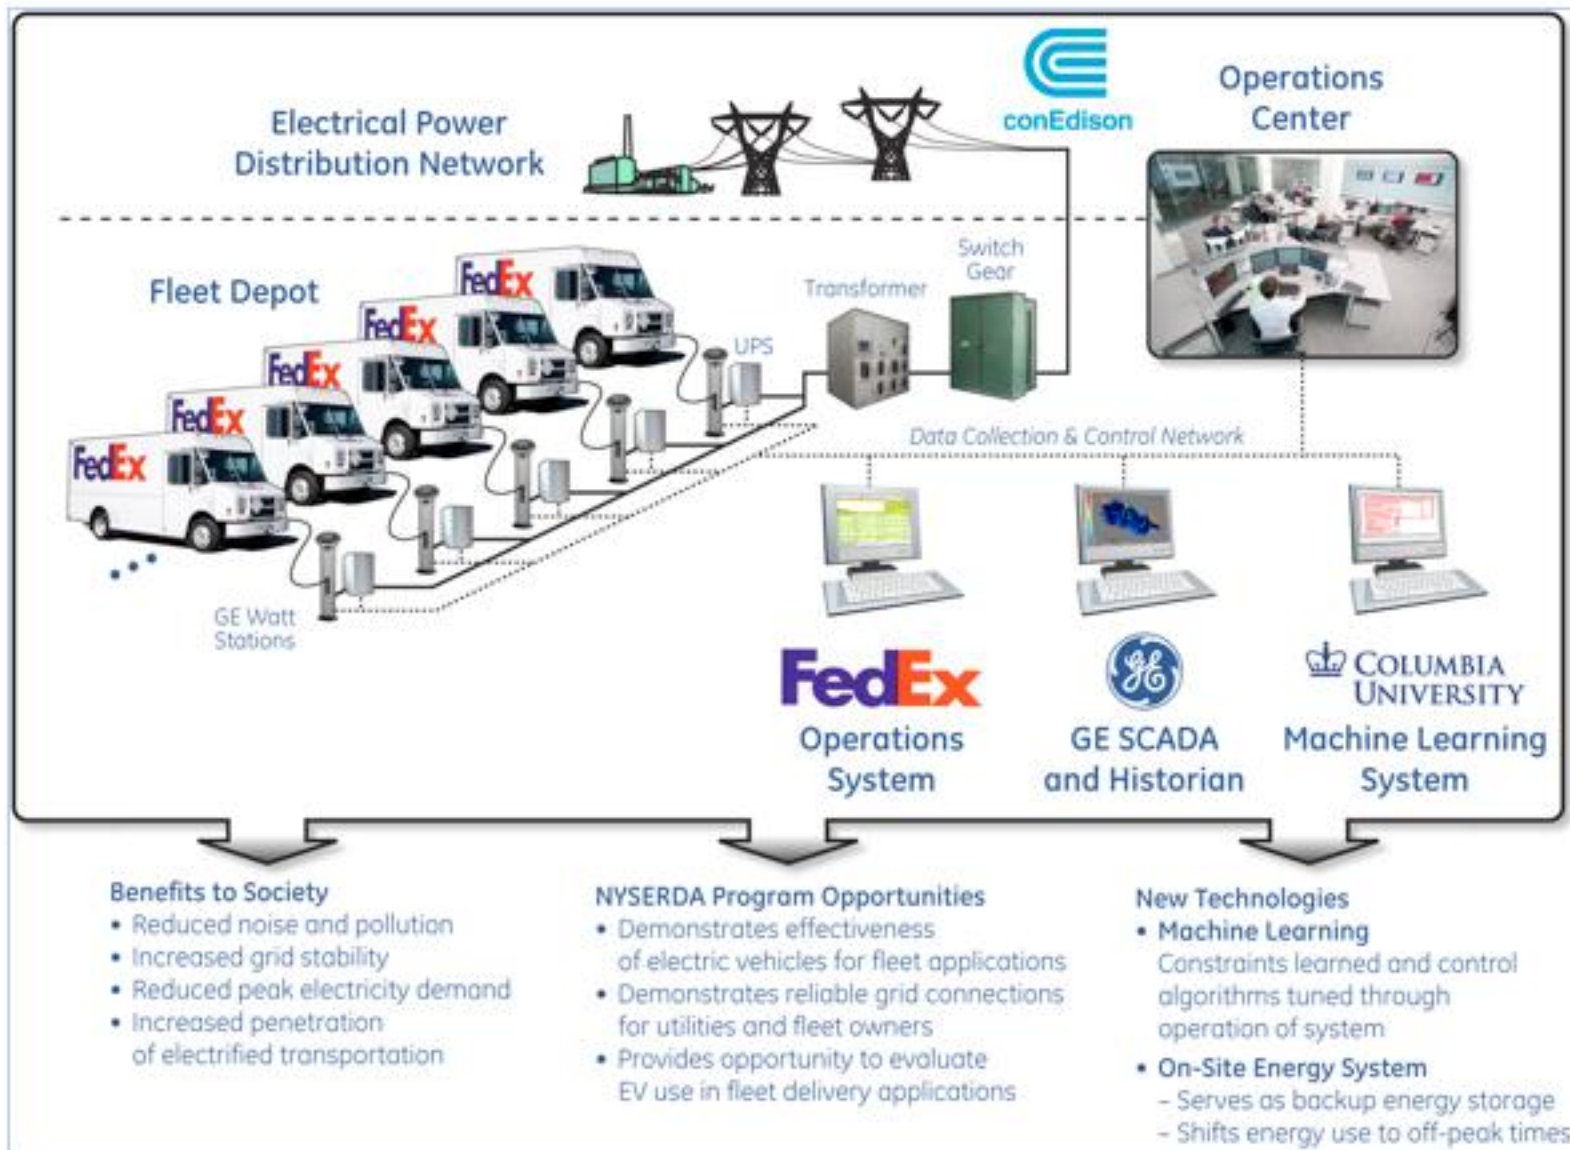 conEdison
Operations
Center
Electrical Power
Distribution Network
Fleet Depot
FedEx
FedEx
FedEx
FedEx
FedEx
Switch
Gear
Transformer
UPS
Data Collection & Control Network
GE Watt
Stations
FedEx
Operations
System
GE
GE SCADA
and Historian
COLUMBIA
UNIVERSITY
Machine Learning
System
Benefits to Society
• Reduced noise and pollution
• Increased grid stability
• Reduced peak electricity demand
• Increased penetration
of electrified transportation
NYSERDA Program Opportunities
• Demonstrates effectiveness
of electric vehicles for fleet applications
• Demonstrates reliable grid connections
for utilities and fleet owners
• Provides opportunity to evaluate
EV use in fleet delivery applications
New Technologies
• Machine Learning
Constraints learned and control
algorithms tuned through
operation of system
• On-Site Energy System
– Serves as backup energy storage
– Shifts energy use to off-peak times